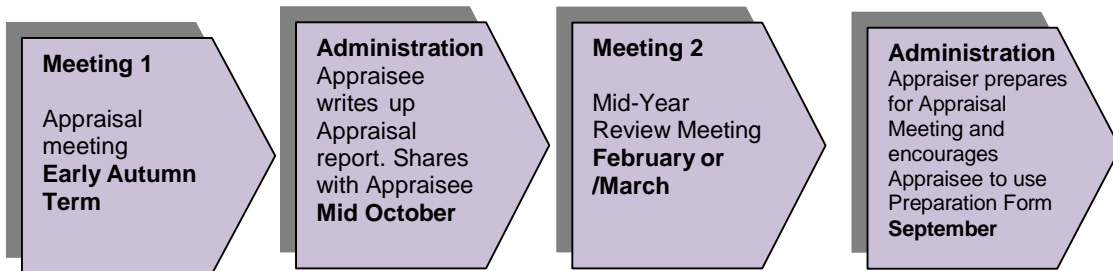 Meeting 1
Appraisal
meeting
Early Autumn
Term
Administration
Appraisee
writes up
Appraisal
report. Shares
with Appraisee
Mid October
Meeting 2
Mid-Year
Review Meeting
February or
/March
Administration
Appraiser prepares
for Appraisal
Meeting and
encourages
Appraisee to use
Preparation Form
September